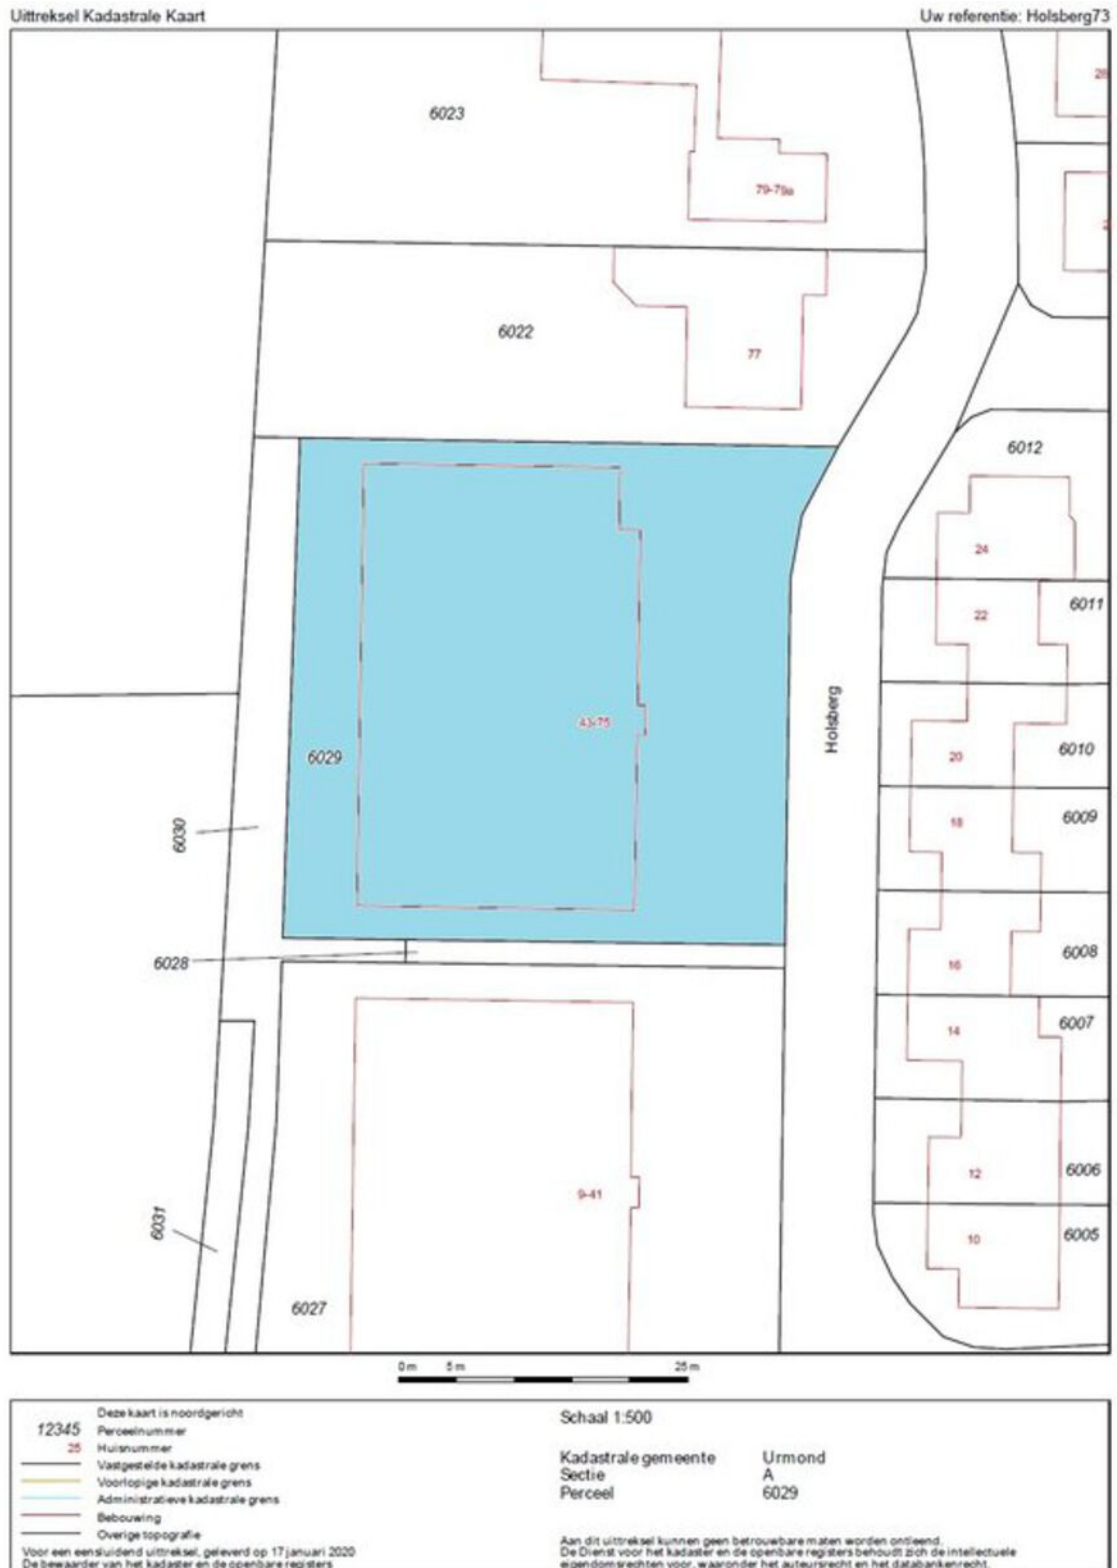 Uittreksel Kadastrale Kaart
Uw referentie: Holsberg73
28
6023
79-79a
6022
77
6012
24
6011
22
43-75
Holsberg
6029
20
6010
6030
18
6009
6028
16
6008
14
6007
9-41
12
6006
6031
10
6005
6027
0 m 5 m 25 m
Deze kaart is noordgericht
12345 Perceelnummer
25 Huisnummer
Vastgestelde kadastrale grens
Voorlopige kadastrale grens
Administratieve kadastrale grens
Bebouwing
Overige topografie
Voor een eensluidend uittreksel, geleverd op 17 januari 2020
De bewaarder van het kadaster en de openbare registers
Schaal 1:500
Kadastrale gemeente Urmond
Sectie A
Perceel 6029
Aan dit uittreksel kunnen geen betrouwbare maten worden ontleend.
De Dienst voor het kadaster en de openbare registers behoudt zich de intellectuele
eigendomsrechten voor, waaronder het auteursrecht en het databankenrecht.